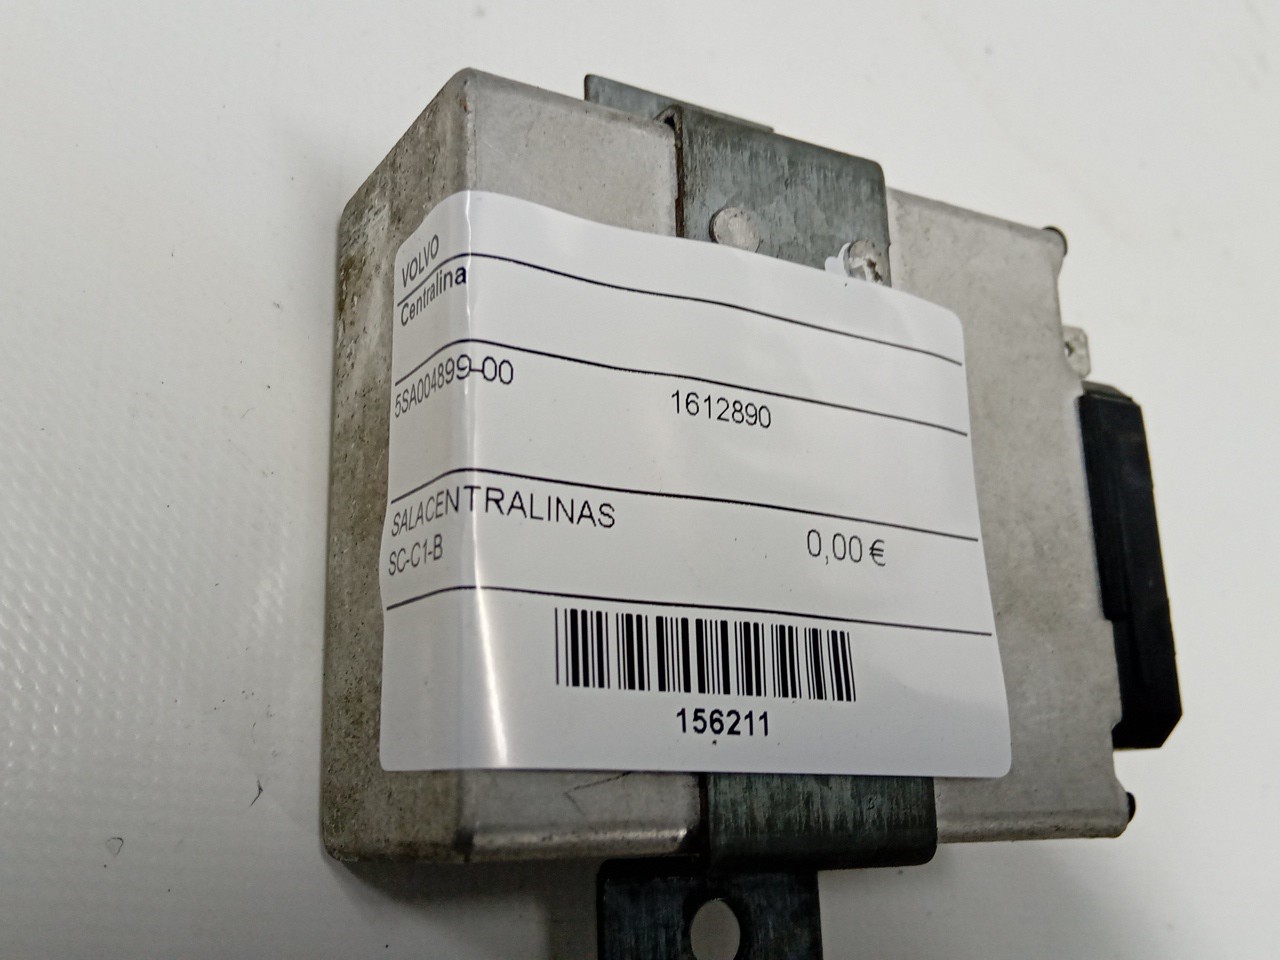 VOLVO
Centralina
5SA004899-00 1612890
SALACENTRALINAS
SC-C1-B 0,00 €
156211